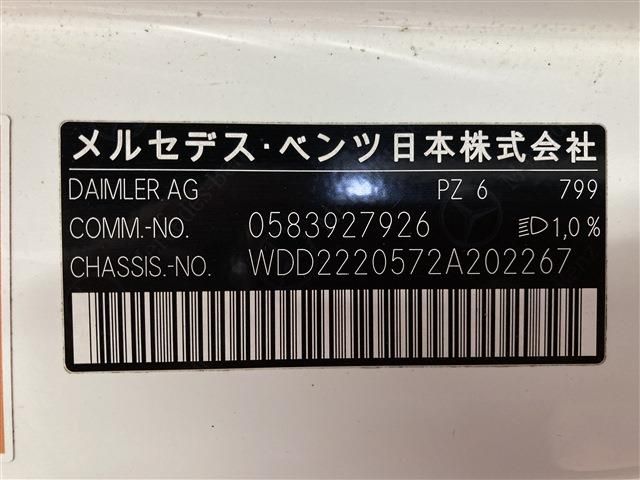 メルセデス・ベンツ日本株式会社
DAIMLER AG PZ 6 799
COMM.-NO. 0583927926 1,0 %
CHASSIS.-NO. WDD2220572A202267